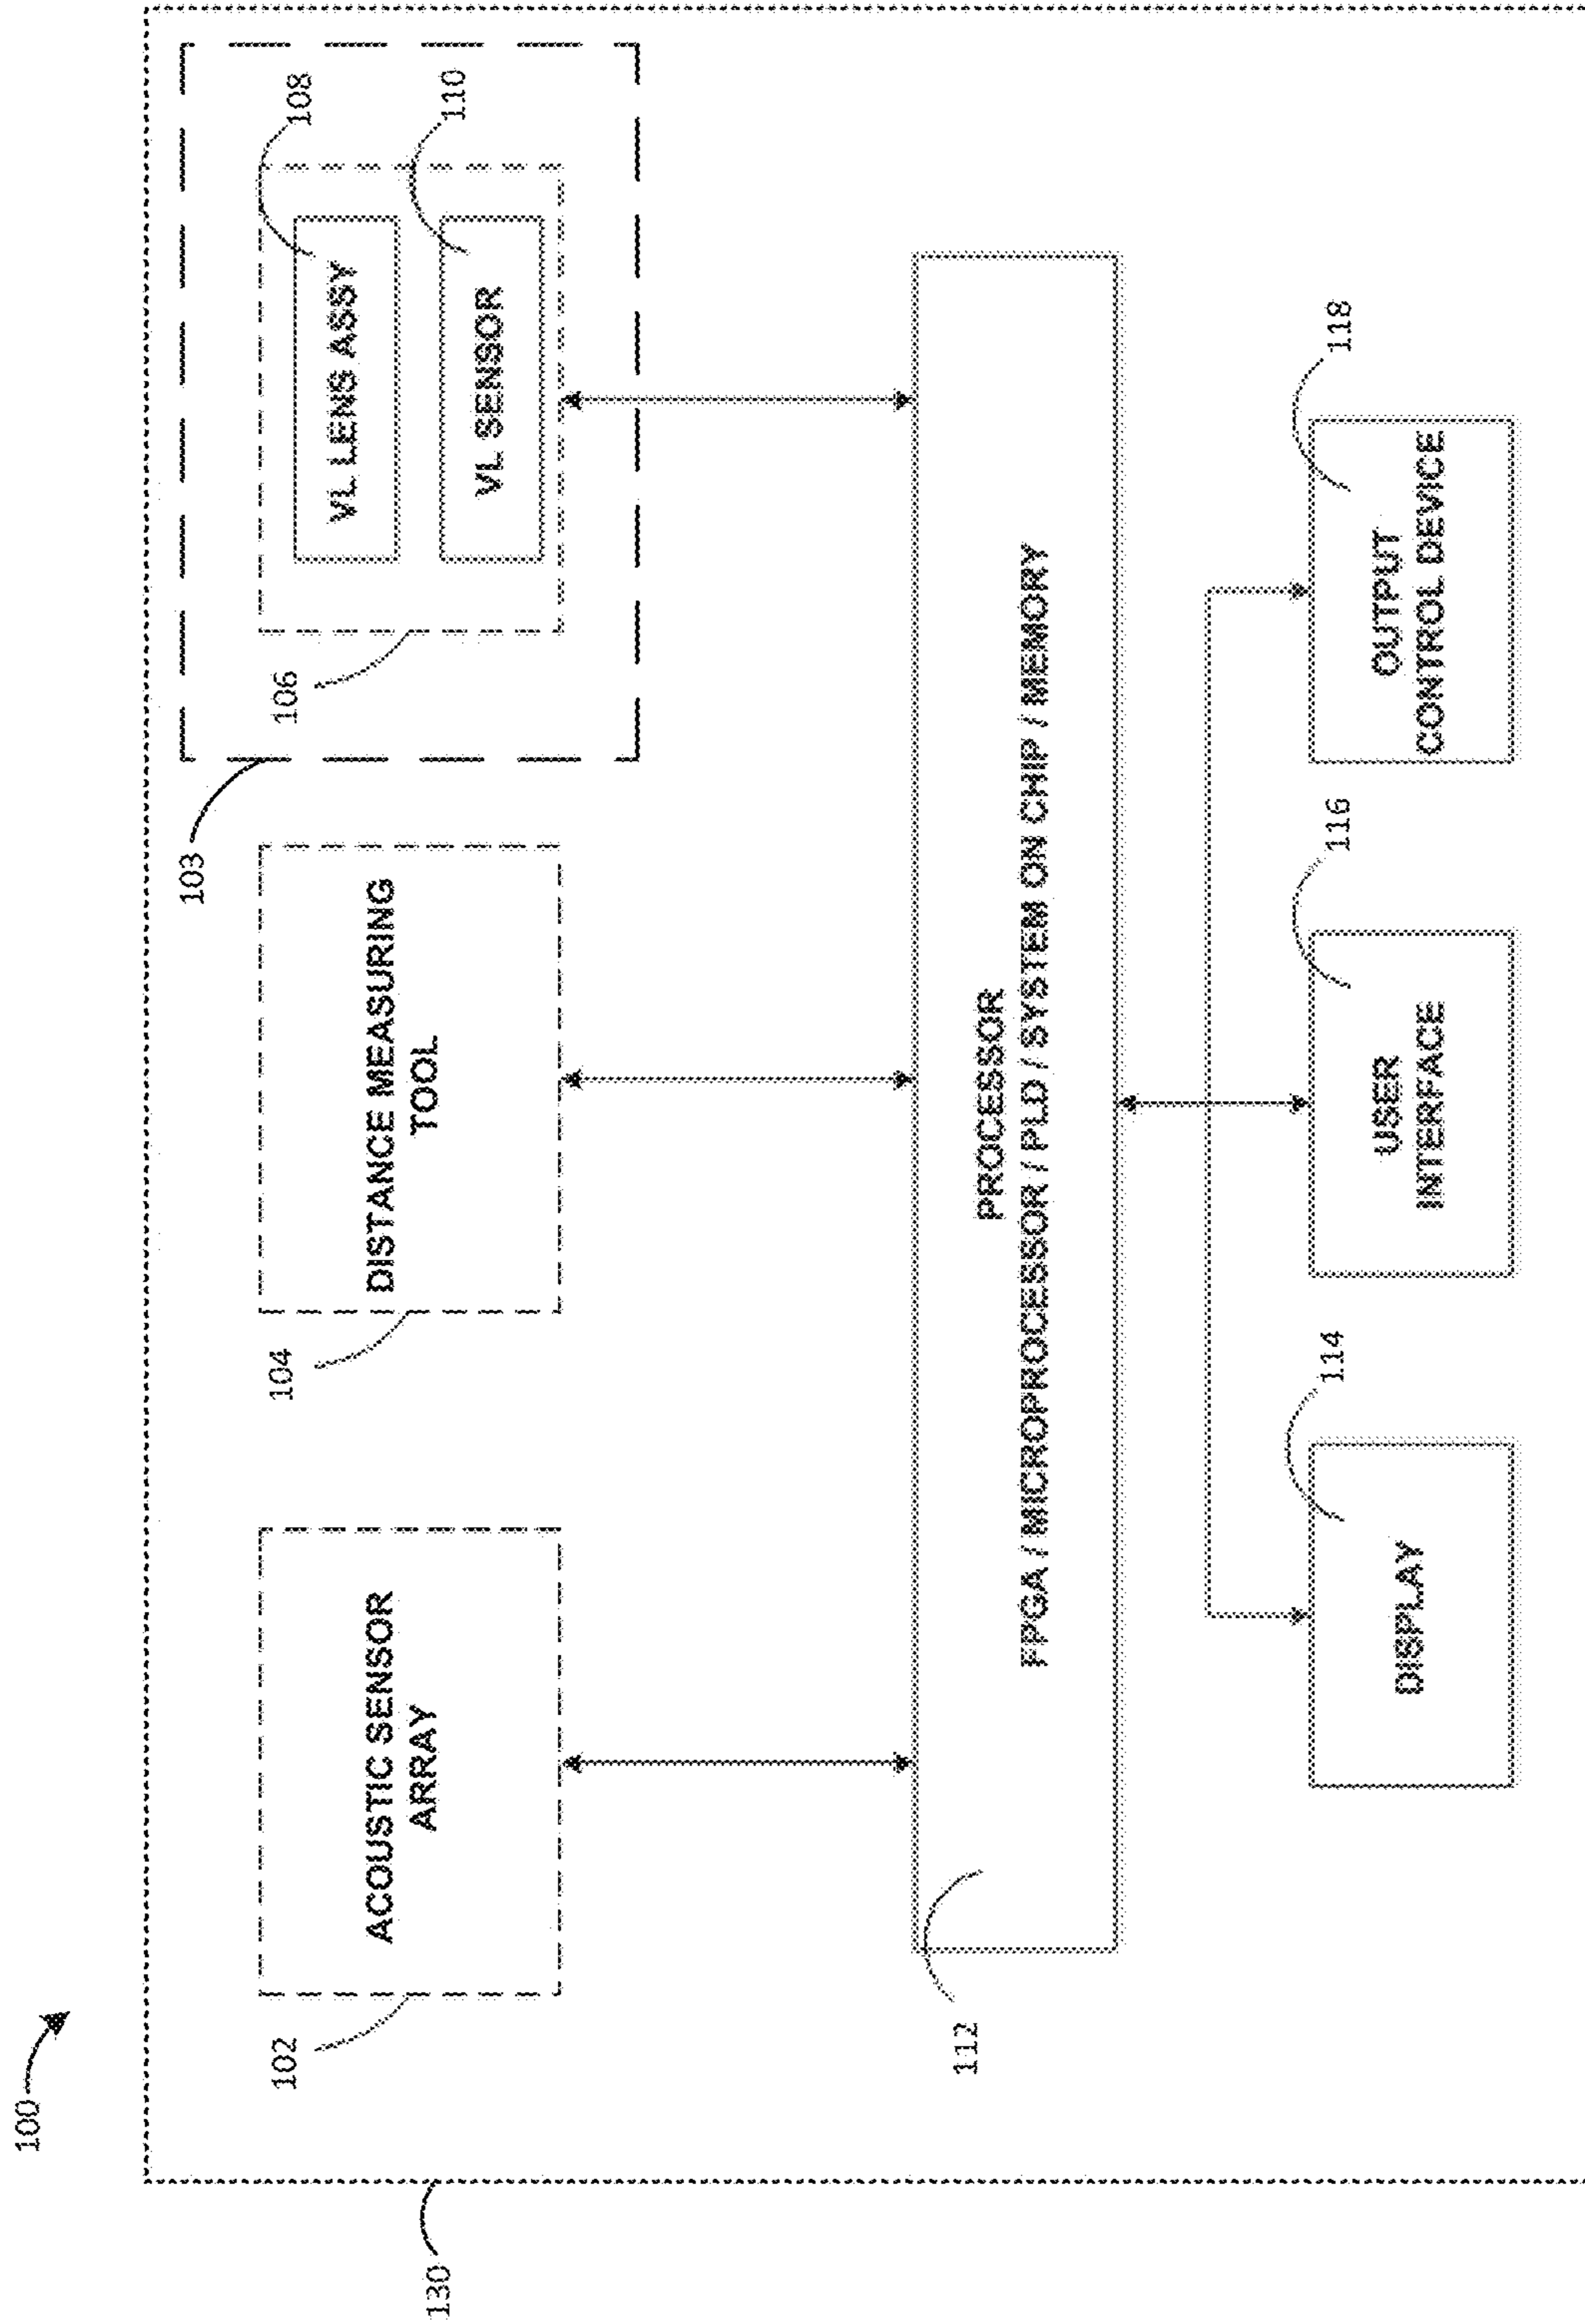 100
130
102
ACOUSTIC SENSOR
ARRAY
104
DISTANCE MEASURING
TOOL
103
106
108
VL LENS ASSY
110
VL SENSOR
112
PROCESSOR
FPGA / MICROPROCESSOR / PLD / SYSTEM ON CHIP / MEMORY
114
DISPLAY
116
USER
INTERFACE
118
OUTPUT
CONTROL DEVICE